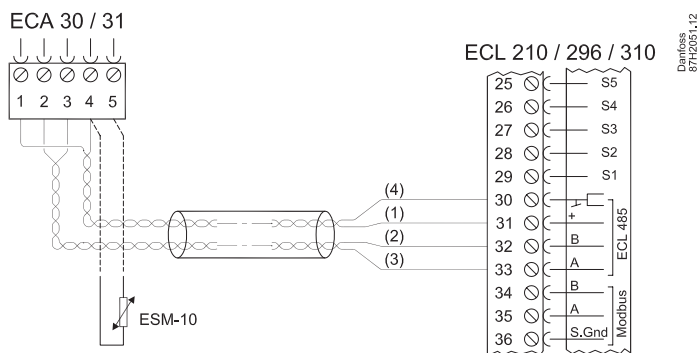 ECA 30 / 31
1 2 3 4 5
ESM-10
(4)
(1)
(2)
(3)
ECL 210 / 296 / 310
25 S5
26 S4
27 S3
28 S2
29 S1
30
31 +
32 B
33 A
34 B
35 A
36 S.Gnd
ECL 485
Modbus
Danfoss
87H2051.12